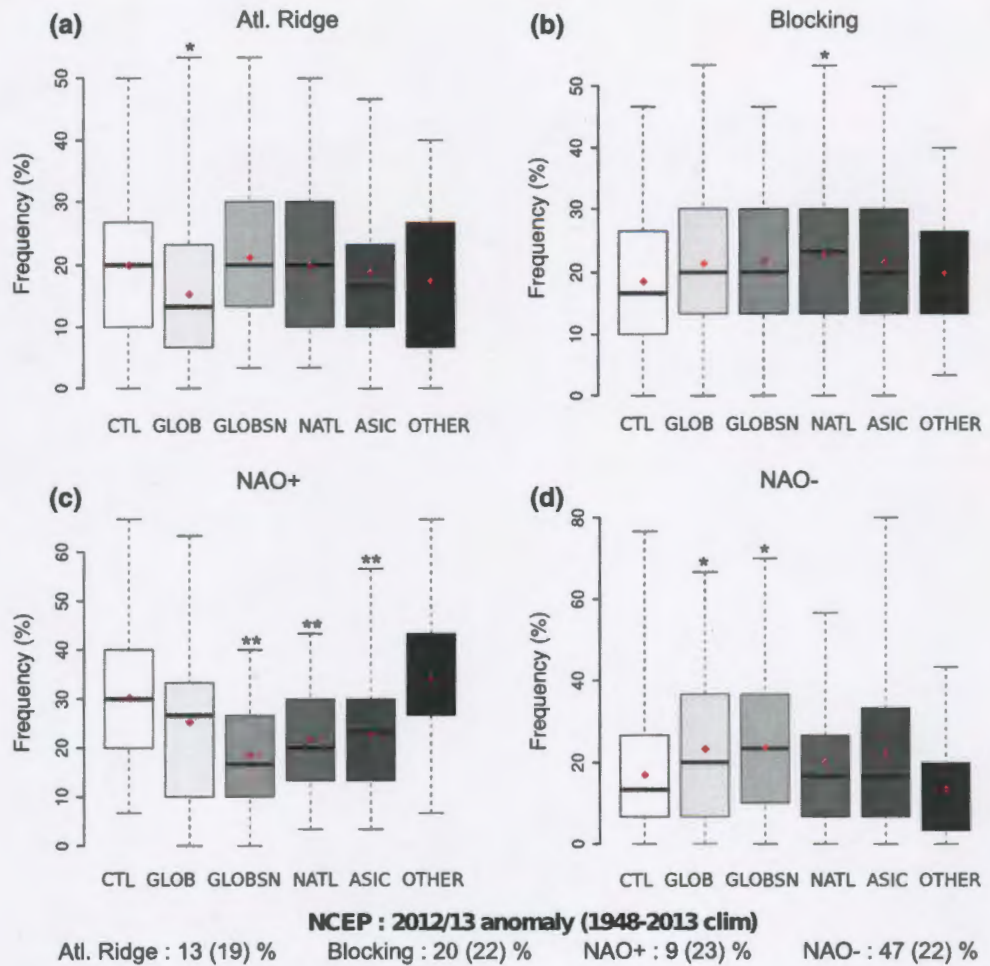 (a) Atl. Ridge
Frequency (%)
50
40
30
20
10
0
*
CTL GLOB GLOBSN NATL ASIC OTHER
(b) Blocking
Frequency (%)
50
40
30
20
10
0
*
CTL GLOB GLOBSN NATL ASIC OTHER
(c) NAO+
Frequency (%)
60
50
40
30
20
10
0
** ** **
CTL GLOB GLOBSN NATL ASIC OTHER
(d) NAO-
Frequency (%)
80
60
40
20
0
* *
CTL GLOB GLOBSN NATL ASIC OTHER
NCEP : 2012/13 anomaly (1948-2013 clim)
Atl. Ridge : 13 (19) % Blocking : 20 (22) % NAO+ : 9 (23) % NAO- : 47 (22) %